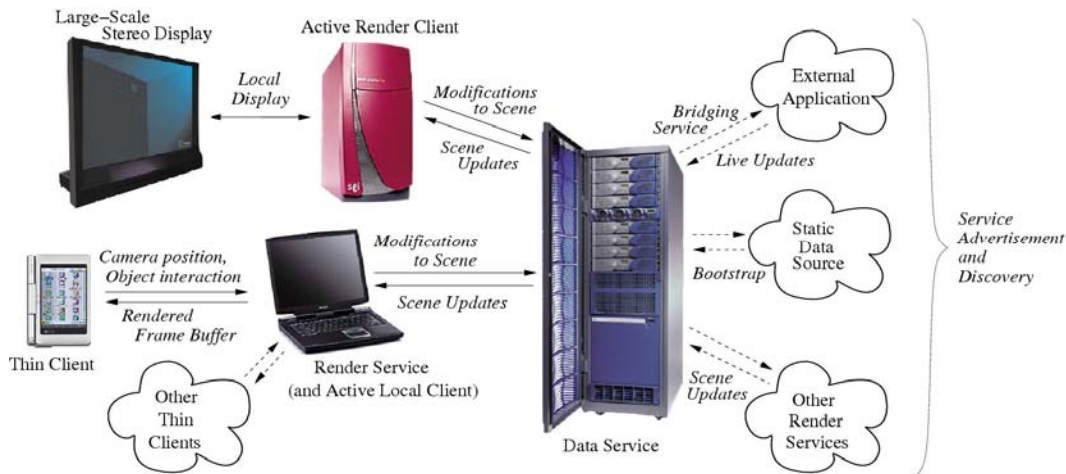 Large–Scale
Stereo Display
Active Render Client
Local
Display
Modifications
to Scene
Scene
Updates
sgi
Bridging
Service
External
Application
Live Updates
Static
Data
Source
Bootstrap
Service
Advertisement
and
Discovery
Camera position,
Object interaction
Rendered
Frame Buffer
Thin Client
Modifications
to Scene
Scene Updates
Render Service
(and Active Local Client)
Other
Thin
Clients
Data Service
Scene
Updates
Other
Render
Services